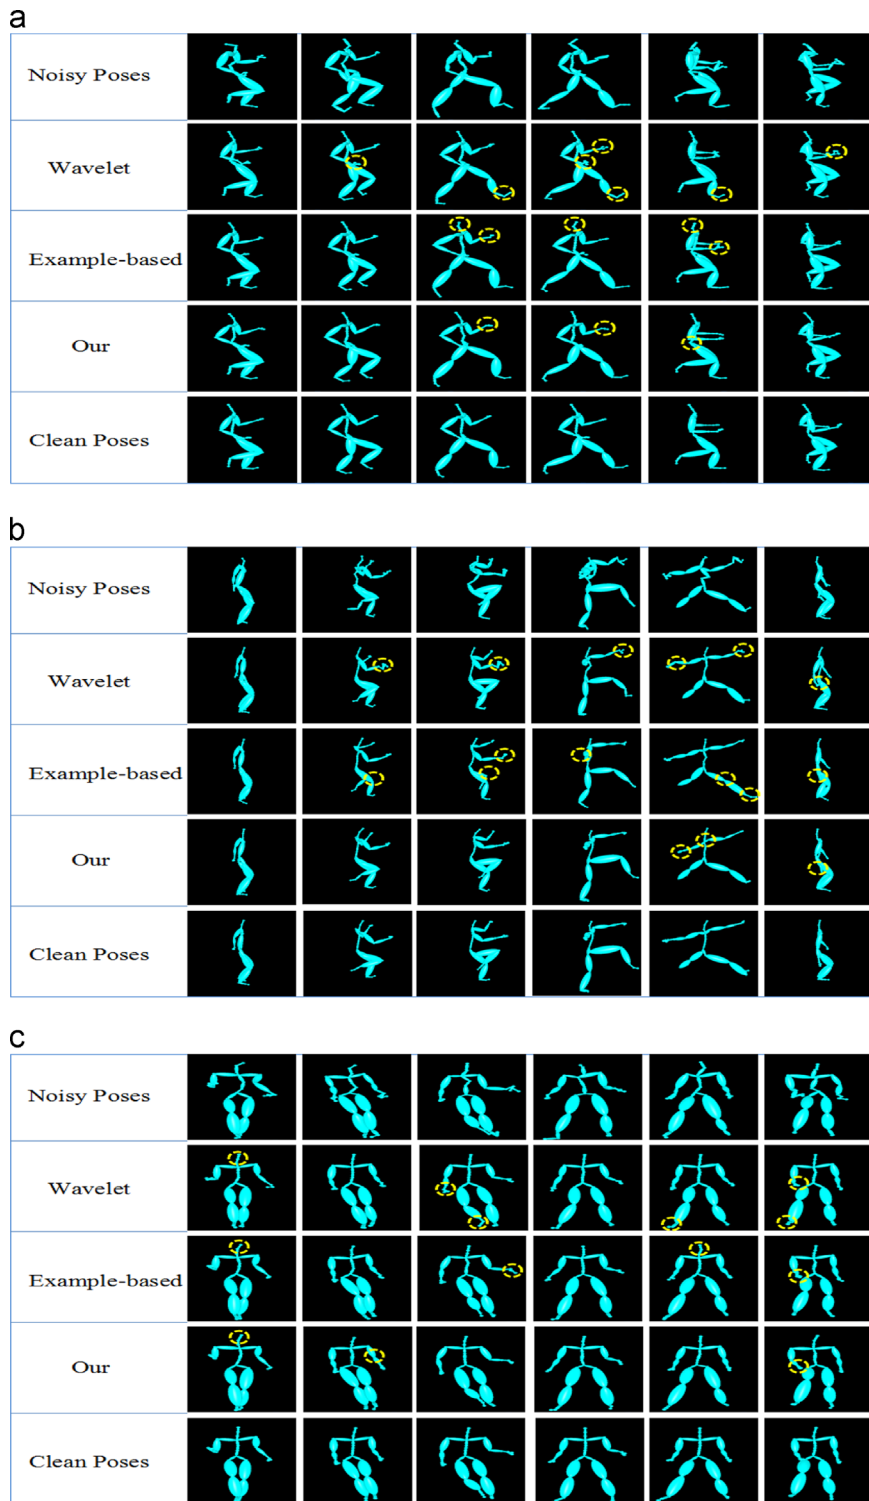 a
Noisy Poses
Wavelet
Example-based
Our
Clean Poses
b
Noisy Poses
Wavelet
Example-based
Our
Clean Poses
c
Noisy Poses
Wavelet
Example-based
Our
Clean Poses